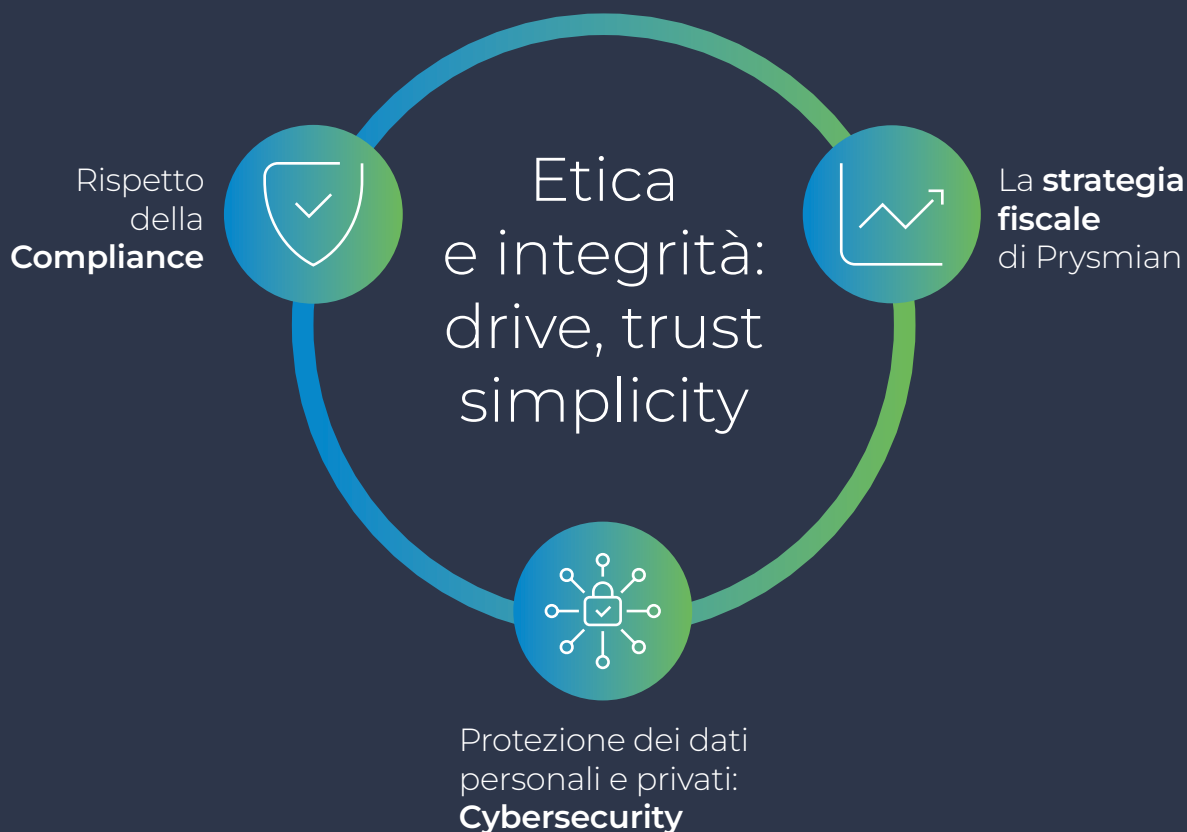 Etica
e integrità:
drive, trust
simplicity
Rispetto
della
Compliance
La strategia
fiscale
di Prysmian
Protezione dei dati
personali e privati:
Cybersecurity